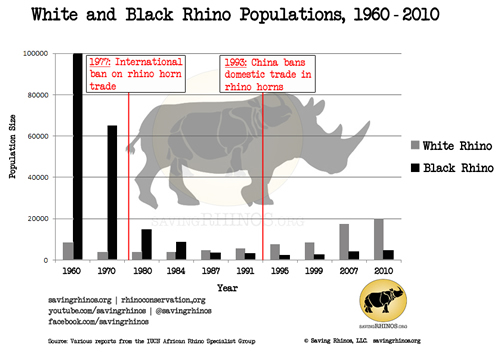 White and Black Rhino Populations, 1960 - 2010
1977: International
ban on rhino horn
trade
1993: China bans
domestic trade in
rhino horns
Population Size
100000
80000
60000
40000
20000
0
White Rhino
Black Rhino
SAVINGRHINOS.ORG
1960 1970 1980 1984 1987 1991 1995 1999 2007 2010
Year
savingrhinos.org | rhinoconservation.org
youtube.com/savingrhinos | @savingrhinos
facebook.com/savingrhinos
SAVINGRHINOS.ORG
Source: Various reports from the IUCN African Rhino Specialist Group
© Saving Rhinos, LLC. savingrhinos.org